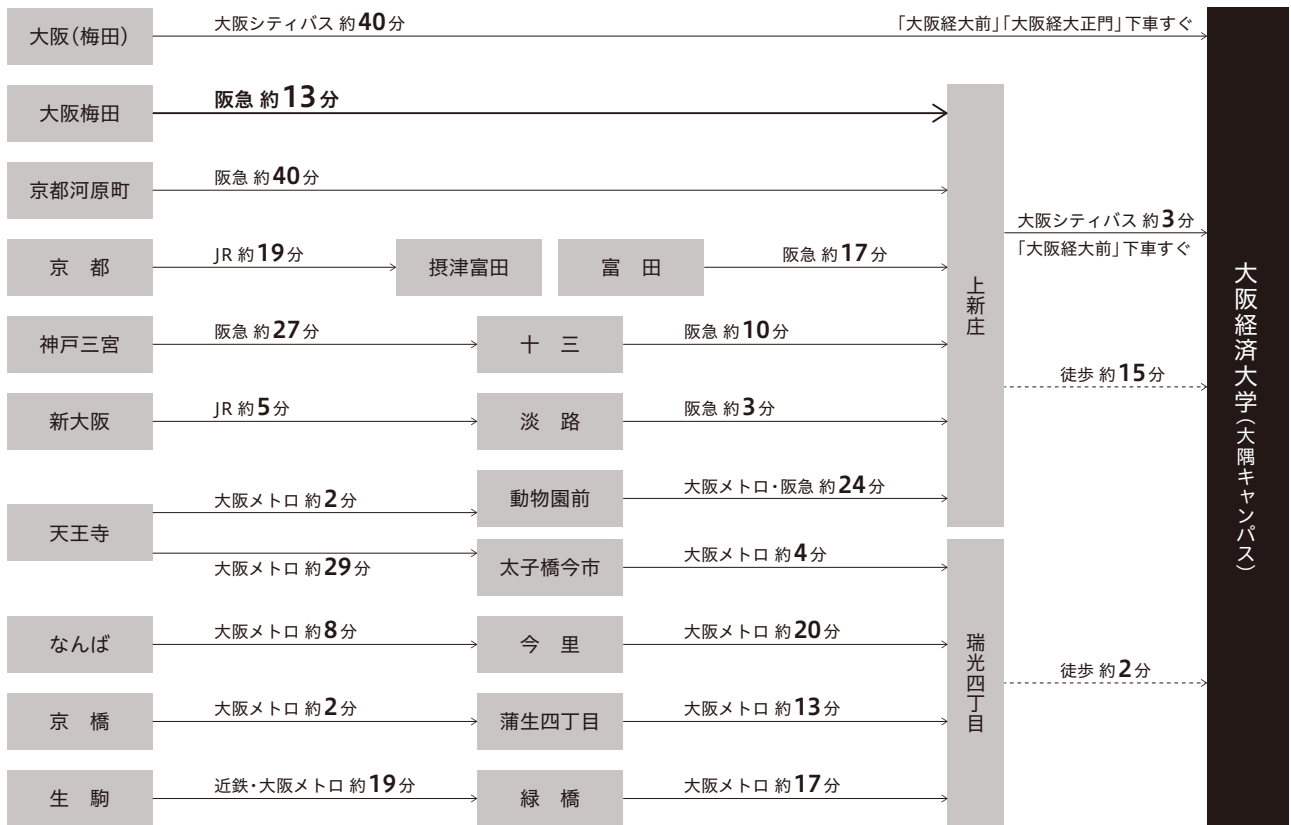 大阪(梅田)
大阪シティバス 約40分
「大阪経大前」「大阪経大正門」下車すぐ
大阪梅田
阪急 約13分
京都河原町
阪急 約40分
京 都
JR 約19分
摂津富田
富 田
阪急 約17分
神戸三宮
阪急 約27分
十 三
阪急 約10分
新大阪
JR 約5分
淡 路
阪急 約3分
天王寺
大阪メトロ 約2分
動物園前
大阪メトロ・阪急 約24分
大阪メトロ 約29分
太子橋今市
大阪メトロ 約4分
なんば
大阪メトロ 約8分
今 里
大阪メトロ 約20分
京 橋
大阪メトロ 約2分
蒲生四丁目
大阪メトロ 約13分
生 駒
近鉄・大阪メトロ 約19分
緑 橋
大阪メトロ 約17分
上新庄
大阪シティバス 約3分
「大阪経大前」下車すぐ
徒歩 約15分
瑞光四丁目
徒歩 約2分
大阪経済大学(大隅キャンパス)